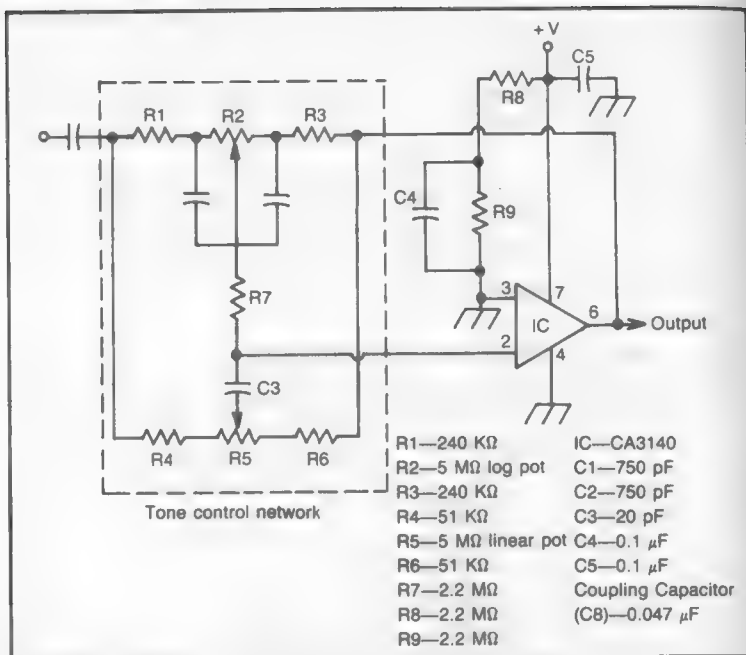 +V
C5
R8
R1
R2
R3
C4
R9
R7
3
7
IC
6
Output
2
4
C3
R4
R5
R6
Tone control network
R1—240 KΩ
R2—5 MΩ log pot
R3—240 KΩ
R4—51 KΩ
R5—5 MΩ linear pot
R6—51 KΩ
R7—2.2 MΩ
R8—2.2 MΩ
R9—2.2 MΩ
IC—CA3140
C1—750 pF
C2—750 pF
C3—20 pF
C4—0.1 μF
C5—0.1 μF
Coupling Capacitor
(C8)—0.047 μF